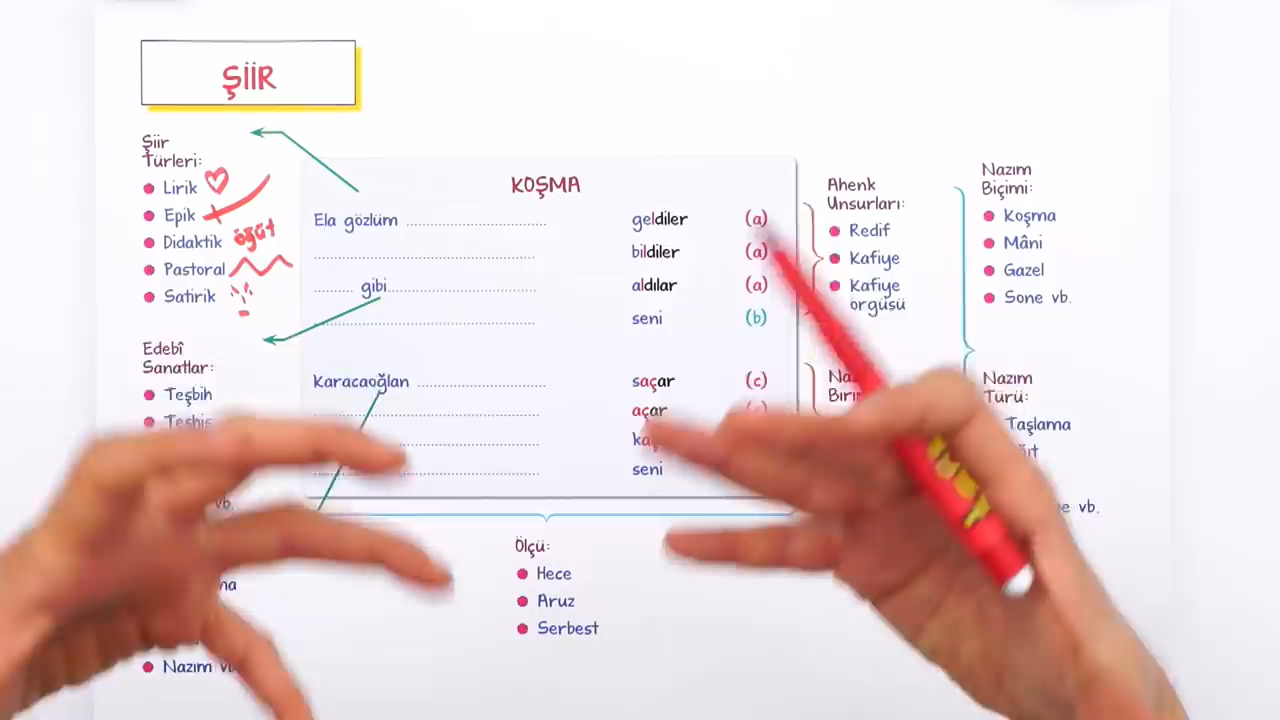 ŞİİR
Şiir
Türleri:
Lirik
Epik
Didaktik öğüt
Pastoral
Satirik
Edebî
Sanatlar:
Teşbih
Teşhis
vb.
Nazım
KOŞMA
Ela gözlüm .......... geldiler (a)
.......... bildiler (a)
.......... gibi.......... aldılar (a)
.......... seni (b)
Karacaoğlan .......... saçar (c)
.......... açar
..........
.......... seni
Ölçü:
Hece
Aruz
Serbest
Ahenk
Unsurları:
Redif
Kafiye
Kafiye
örgüsü
Nazım
Biçimi:
Koşma
Mâni
Gazel
Sone vb.
Nazım
Türü:
Taşlama
vb.